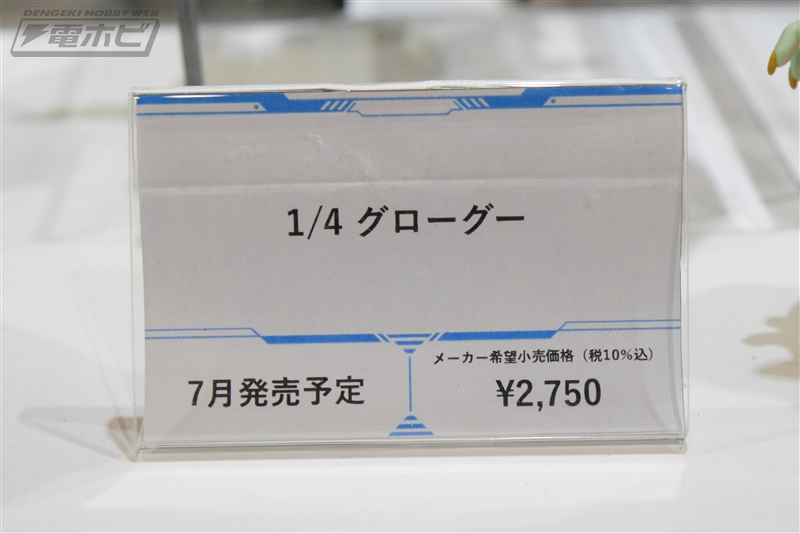 DENGEKI HOBBY WEB
電ホビ
1/4 グローグー
メーカー希望小売価格（税10%込）
7月発売予定
¥2,750